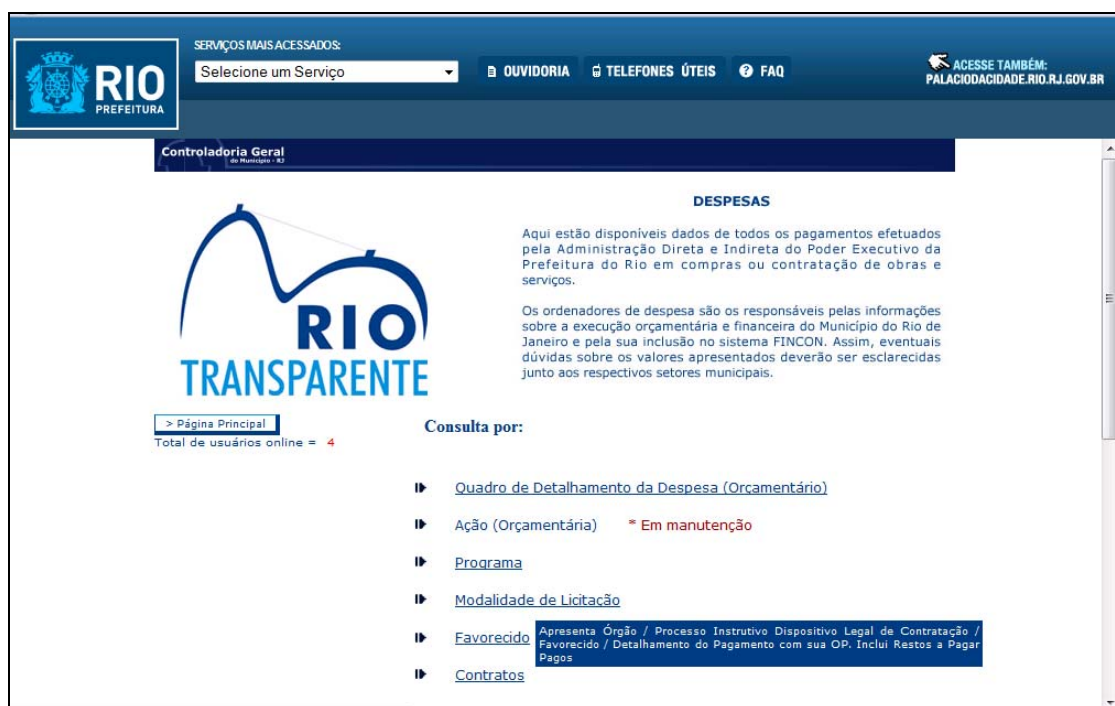 SERVIÇOS MAIS ACESSADOS:
Selecione um Serviço
OUVIDORIA
TELEFONES ÚTEIS
FAQ
ACESSE TAMBÉM:
PALACIODACIDADE.RIO.RJ.GOV.BR
RIO
PREFEITURA
Controladoria Geral
do Município - RJ
RIO
TRANSPARENTE
DESPESAS
Aqui estão disponíveis dados de todos os pagamentos efetuados
pela Administração Direta e Indireta do Poder Executivo da
Prefeitura do Rio em compras ou contratação de obras e
serviços.
Os ordenadores de despesa são os responsáveis pelas informações
sobre a execução orçamentária e financeira do Município do Rio de
Janeiro e pela sua inclusão no sistema FINCON. Assim, eventuais
dúvidas sobre os valores apresentados deverão ser esclarecidas
junto aos respectivos setores municipais.
> Página Principal
Total de usuários online = 4
Consulta por:
Quadro de Detalhamento da Despesa (Orçamentário)
Ação (Orçamentária) * Em manutenção
Programa
Modalidade de Licitação
Favorecido
Apresenta Órgão / Processo Instrutivo Dispositivo Legal de Contratação /
Favorecido / Detalhamento do Pagamento com sua OP. Inclui Restos a Pagar
Pagos
Contratos